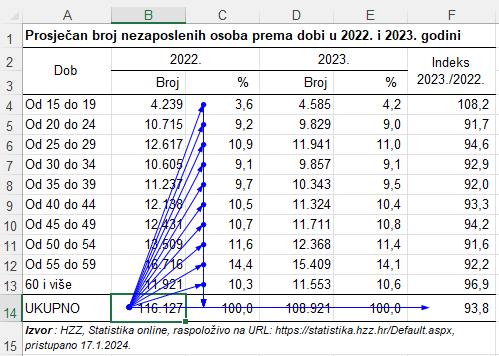 A B C D E F
1 Prosječan broj nezaposlenih osoba prema dobi u 2022. i 2023. godini
2 Dob 2022. 2023. Indeks 2023./2022.
3 Broj % Broj %
4 Od 15 do 19 4.239 3,6 4.585 4,2 108,2
5 Od 20 do 24 10.715 9,2 9.829 9,0 91,7
6 Od 25 do 29 12.617 10,9 11.941 11,0 94,6
7 Od 30 do 34 10.605 9,1 9.857 9,1 92,9
8 Od 35 do 39 11.237 9,7 10.343 9,5 92,0
9 Od 40 do 44 12.138 10,5 11.324 10,4 93,3
10 Od 45 do 49 12.431 10,7 11.711 10,8 94,2
11 Od 50 do 54 13.509 11,6 12.368 11,4 91,6
12 Od 55 do 59 16.716 14,4 15.409 14,1 92,2
13 60 i više 11.921 10,3 11.553 10,6 96,9
14 UKUPNO 116.127 100,0 108.921 100,0 93,8
15 Izvor : HZZ, Statistika online, raspoloživo na URL: https://statistika.hzz.hr/Default.aspx,
pristupano 17.1.2024.